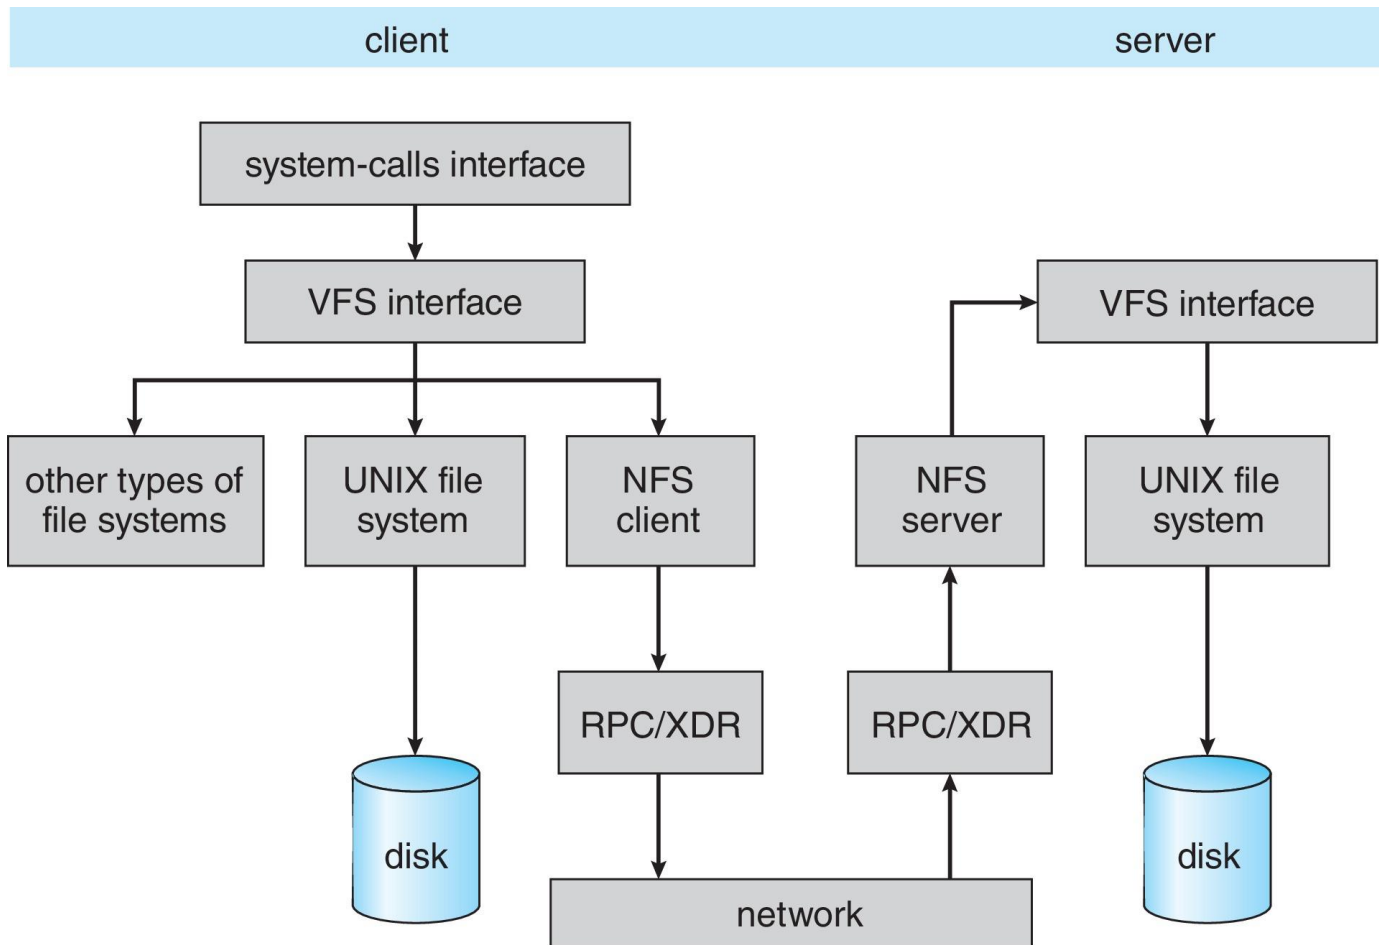 client
server
system-calls interface
VFS interface
VFS interface
other types of
file systems
UNIX file
system
NFS
client
NFS
server
UNIX file
system
RPC/XDR
RPC/XDR
disk
disk
network